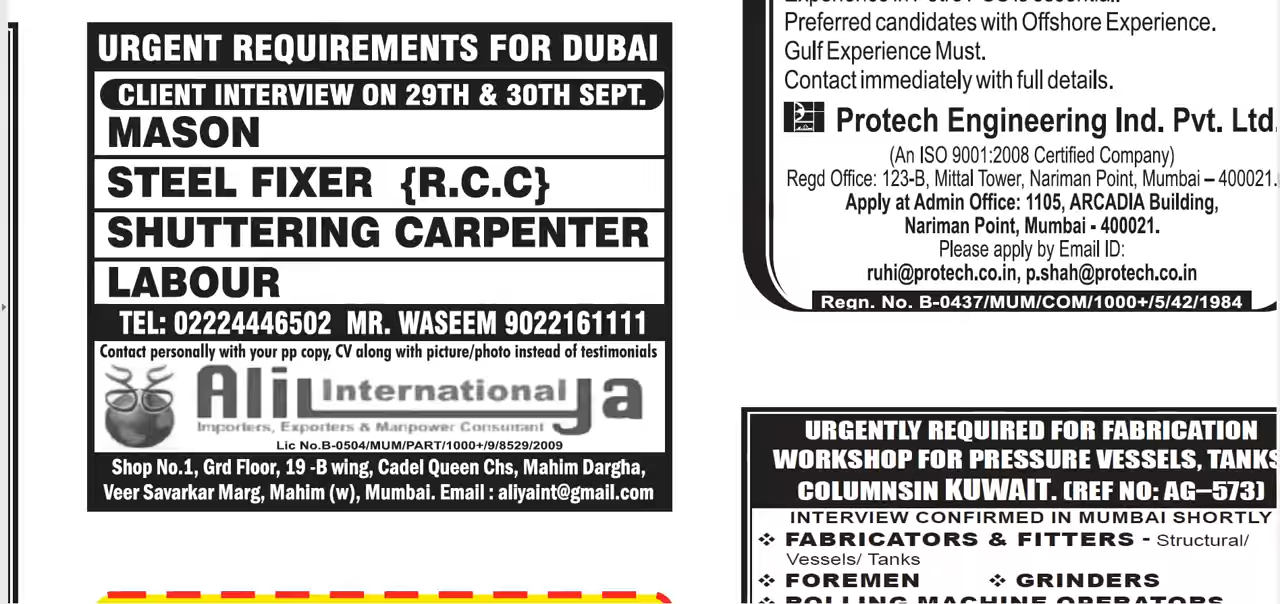 URGENT REQUIREMENTS FOR DUBAI
CLIENT INTERVIEW ON 29TH & 30TH SEPT.
MASON
STEEL FIXER {R.C.C}
SHUTTERING CARPENTER
LABOUR
TEL: 02224446502 MR. WASEEM 9022161111
Contact personally with your pp copy, CV along with picture/photo instead of testimonials
Aliya International
Importers, Exporters & Manpower Consultant
Lic No.B-0504/MUM/PART/1000+/9/8529/2009
Shop No.1, Grd Floor, 19 -B wing, Cadel Queen Chs, Mahim Dargha,
Veer Savarkar Marg, Mahim (w), Mumbai. Email : aliyaint@gmail.com
Preferred candidates with Offshore Experience.
Gulf Experience Must.
Contact immediately with full details.
Protech Engineering Ind. Pvt. Ltd.
(An ISO 9001:2008 Certified Company)
Regd Office: 123-B, Mittal Tower, Nariman Point, Mumbai – 400021.
Apply at Admin Office: 1105, ARCADIA Building,
Nariman Point, Mumbai - 400021.
Please apply by Email ID:
ruhi@protech.co.in, p.shah@protech.co.in
Regn. No. B-0437/MUM/COM/1000+/5/42/1984
URGENTLY REQUIRED FOR FABRICATION
WORKSHOP FOR PRESSURE VESSELS, TANKS
COLUMNSIN KUWAIT. (REF NO: AG–573)
INTERVIEW CONFIRMED IN MUMBAI SHORTLY
❖ FABRICATORS & FITTERS - Structural/
Vessels/ Tanks
❖ FOREMEN ❖ GRINDERS
❖ ROLLING MACHINE OPERATORS